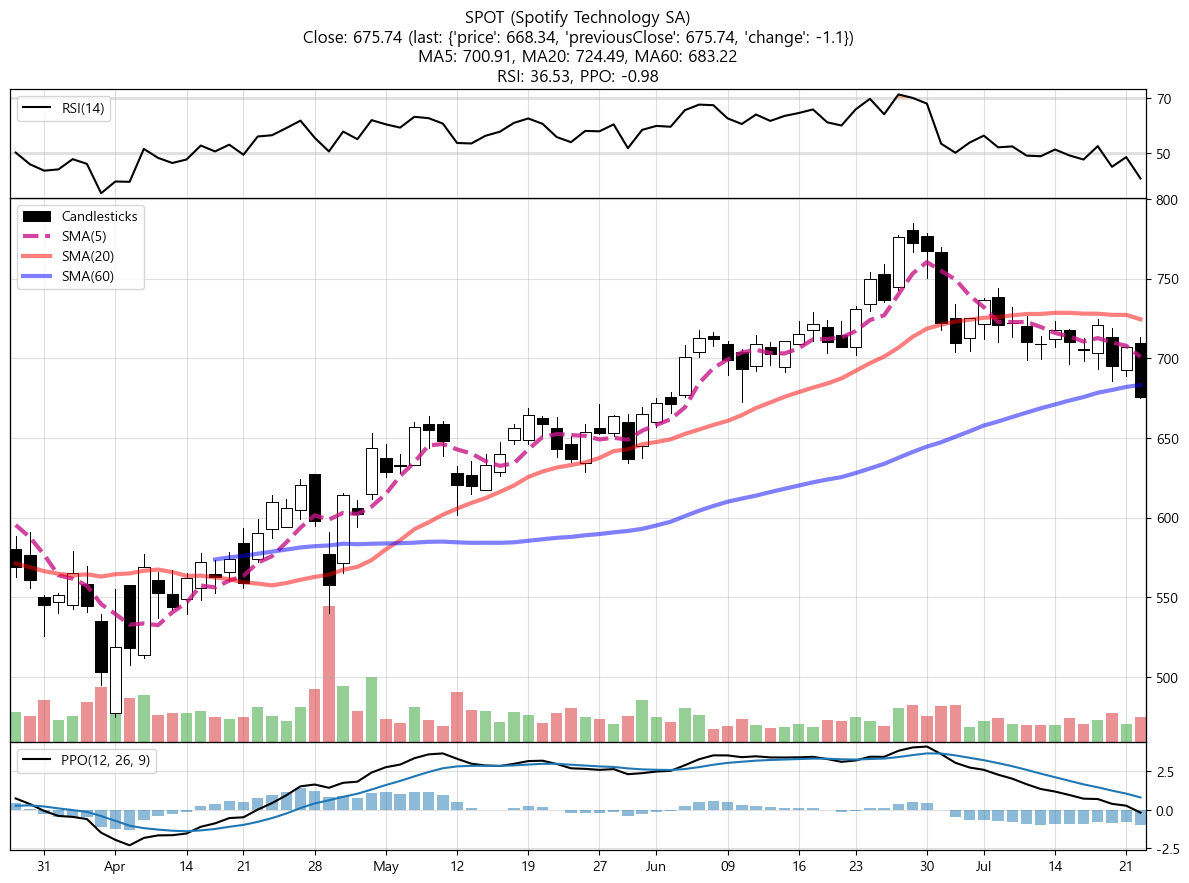 SPOT (Spotify Technology SA)
Close: 675.74 (last: {'price': 668.34, 'previousClose': 675.74, 'change': -1.1})
MA5: 700.91, MA20: 724.49, MA60: 683.22
RSI: 36.53, PPO: -0.98
RSI(14)
70
50
Candlesticks
SMA(5)
SMA(20)
SMA(60)
800
750
700
650
600
550
500
PPO(12, 26, 9)
2.5
0.0
-2.5
31 Apr 14 21 28 May 12 19 27 Jun 09 16 23 30 Jul 14 21